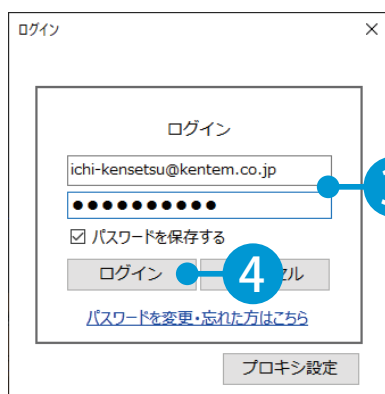 ログイン
ログイン
ichi-kensetsu@kentem.co.jp
●●●●●●●●●●
パスワードを保存する
ログイン
4
ル
パスワードを変更・忘れた方はこちら
プロキシ設定